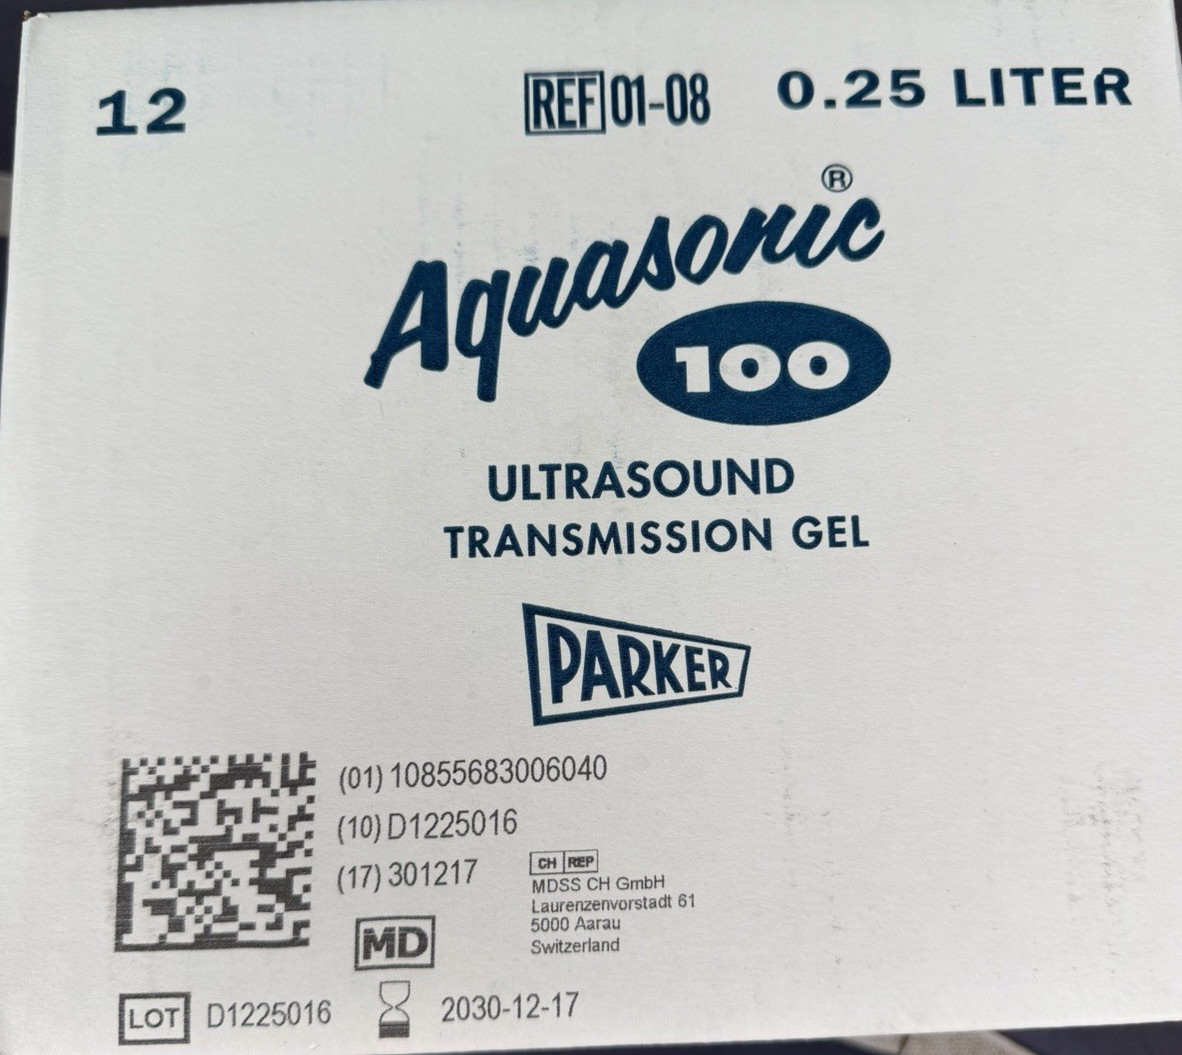 12 REF 01-08 0.25 LITER
Aquasonic®
100
ULTRASOUND
TRANSMISSION GEL
PARKER
(01) 10855683006040
(10) D1225016
(17) 301217
CH REP
MDSS CH GmbH
Laurenzenvorstadt 61
5000 Aarau
Switzerland
MD
LOT D1225016 2030-12-17